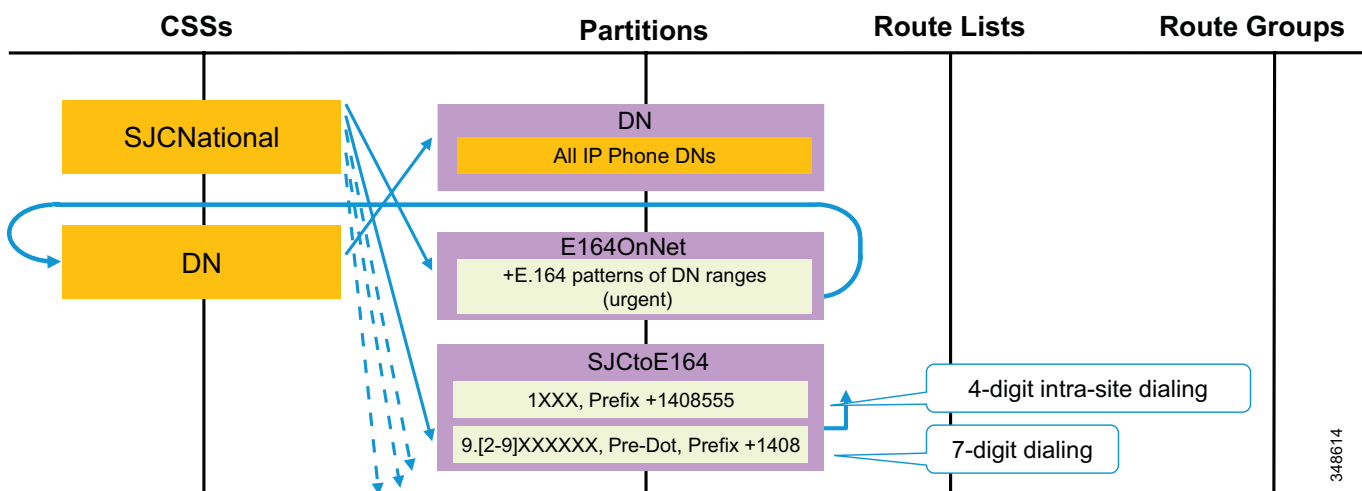 CSSs
Partitions
Route Lists
Route Groups
SJCNational
DN
DN
All IP Phone DNs
E164OnNet
+E.164 patterns of DN ranges
(urgent)
SJCtoE164
1XXX, Prefix +1408555
9.[2-9]XXXXXX, Pre-Dot, Prefix +1408
4-digit intra-site dialing
7-digit dialing
348614